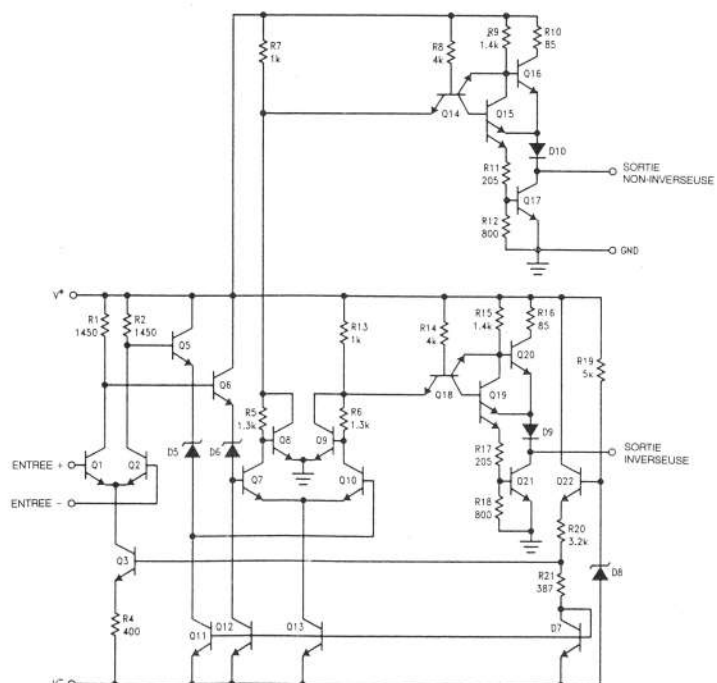 R7
1k
R8
4k
R9
1.4k
R10
85
Q16
Q14
Q15
D10
SORTIE
NON-INVERSEUSE
R11
205
Q17
R12
800
GND
V+
R1
1450
R2
1450
Q5
Q6
R13
1k
R14
4k
R15
1.4k
R16
85
Q20
R19
5k
Q18
Q19
R5
1.3k
R6
1.3k
Q8
Q9
D5
D6
D9
SORTIE
INVERSEUSE
ENTREE +
Q1
Q2
Q7
Q10
R17
205
D21
D22
ENTREE -
R18
800
R20
3.2k
Q3
D8
R21
387
R4
400
Q11
Q12
Q13
D7